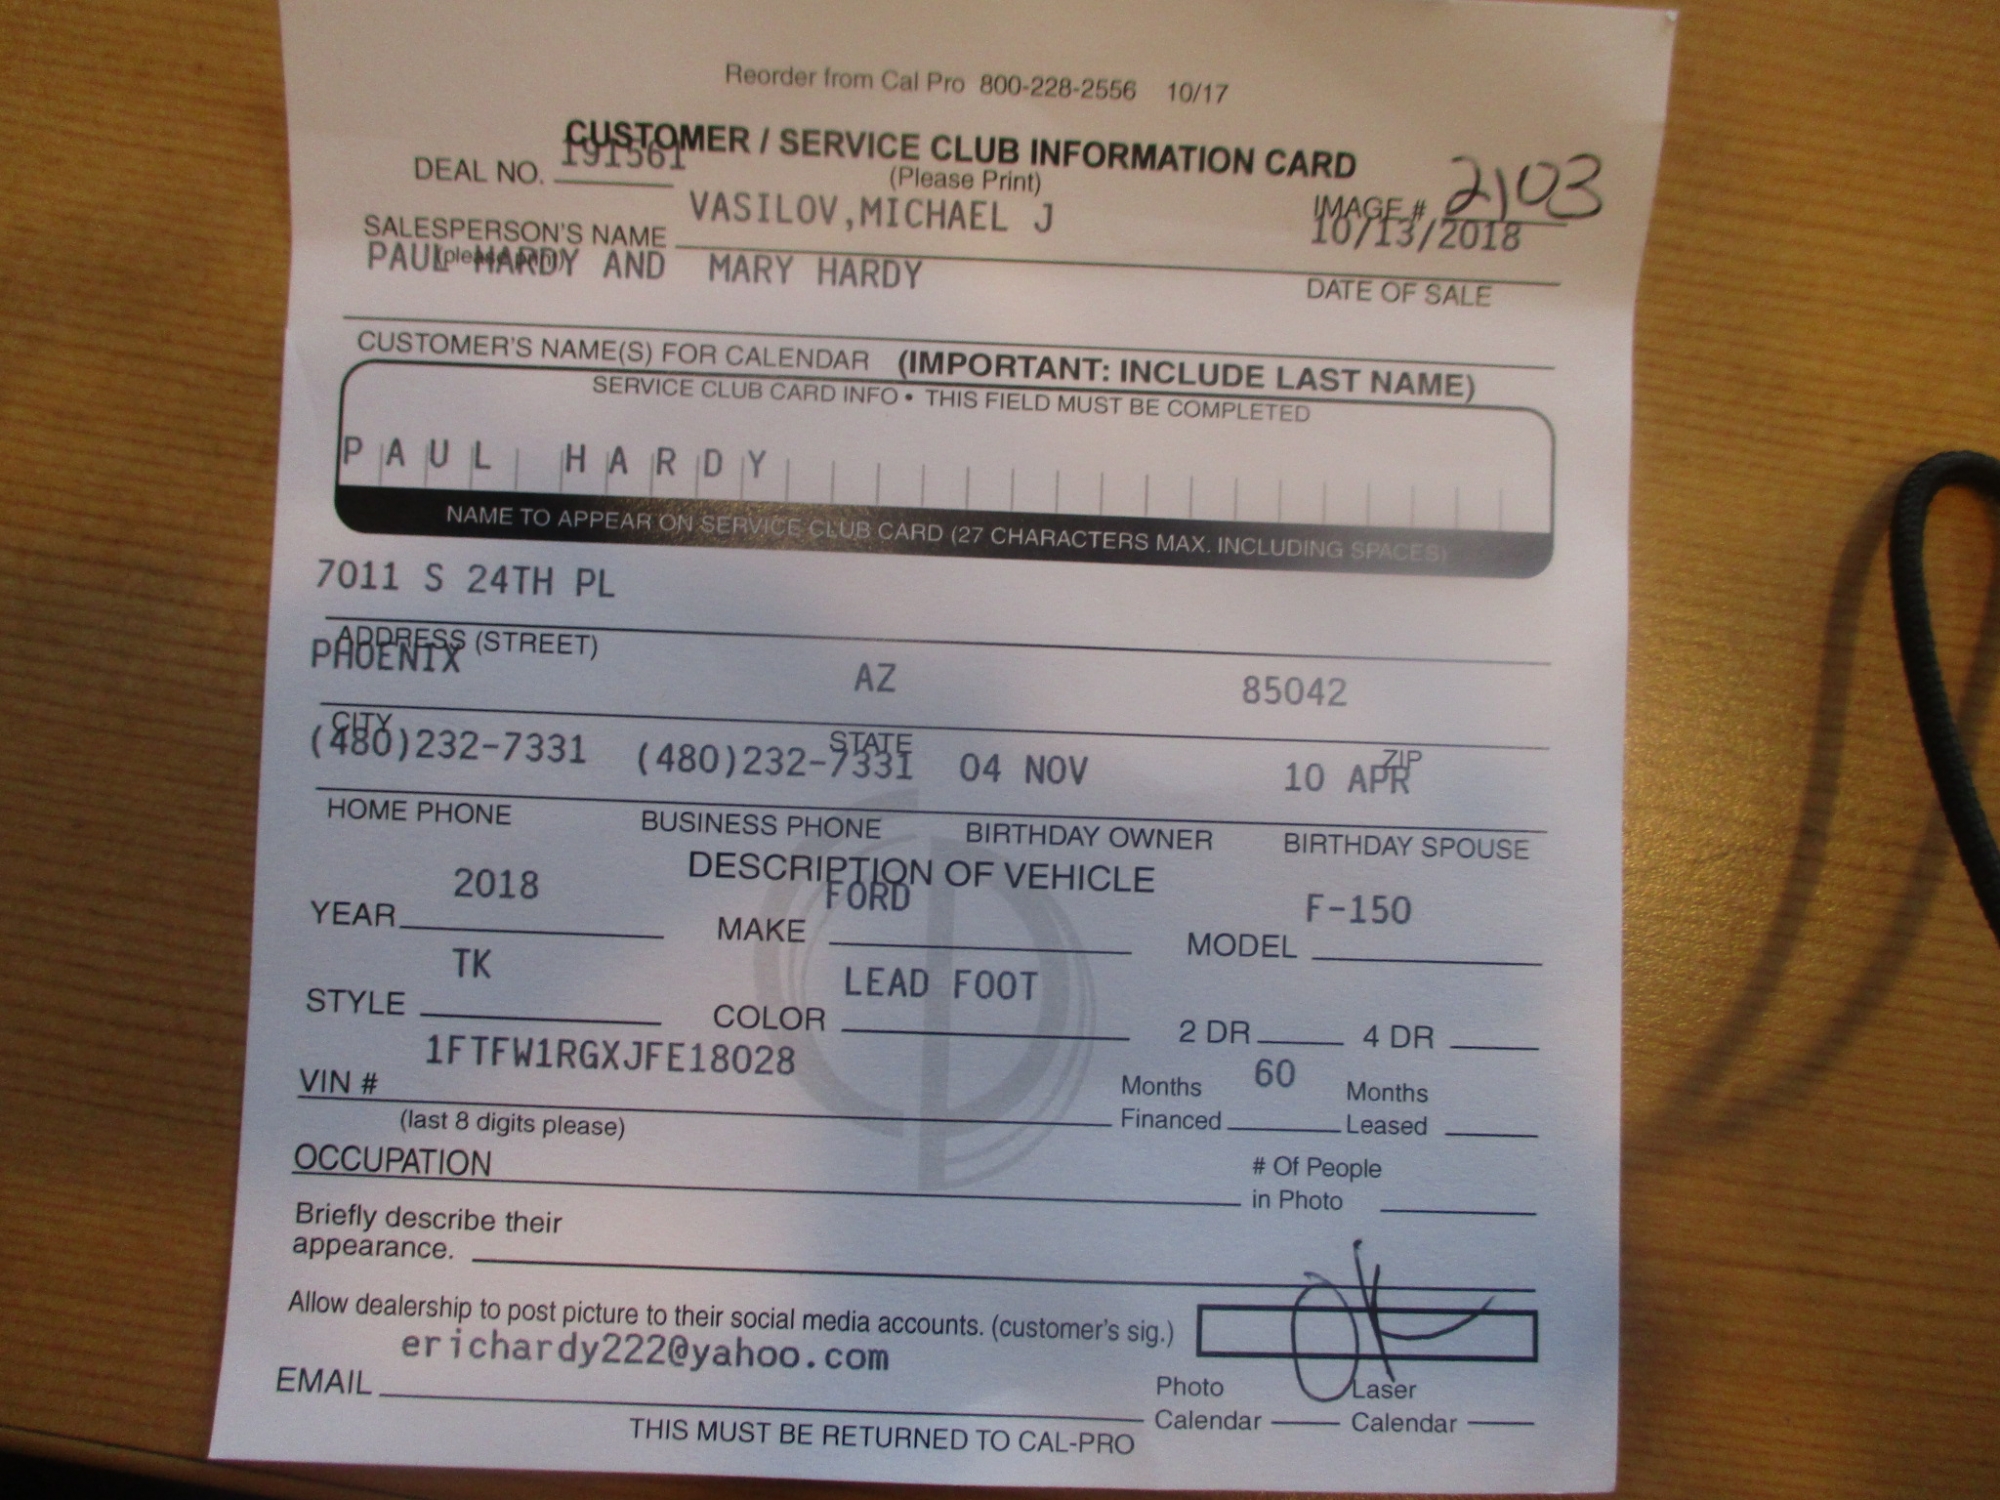 Reorder from Cal Pro 800-228-2556 10/17
CUSTOMER / SERVICE CLUB INFORMATION CARD
DEAL NO. 191561
(Please Print)
IMAGE # 2103
SALESPERSON'S NAME VASILOV,MICHAEL J 10/13/2018
(please print) DATE OF SALE
PAUL HARDY AND MARY HARDY
CUSTOMER'S NAME(S) FOR CALENDAR (IMPORTANT: INCLUDE LAST NAME)
SERVICE CLUB CARD INFO • THIS FIELD MUST BE COMPLETED
PAUL HARDY
NAME TO APPEAR ON SERVICE CLUB CARD (27 CHARACTERS MAX. INCLUDING SPACES)
7011 S 24TH PL
ADDRESS (STREET)
PHOENIX AZ 85042
CITY STATE ZIP
(480)232-7331 (480)232-7331 04 NOV 10 APR
HOME PHONE BUSINESS PHONE BIRTHDAY OWNER BIRTHDAY SPOUSE
DESCRIPTION OF VEHICLE
YEAR 2018 MAKE FORD MODEL F-150
STYLE TK COLOR LEAD FOOT 2 DR 4 DR
VIN # 1FTFW1RGXJFE18028 Months Financed 60 Months Leased
(last 8 digits please)
OCCUPATION # Of People in Photo
Briefly describe their
appearance.
Allow dealership to post picture to their social media accounts. (customer's sig.)
EMAIL erichardy222@yahoo.com Photo Calendar Laser Calendar
THIS MUST BE RETURNED TO CAL-PRO